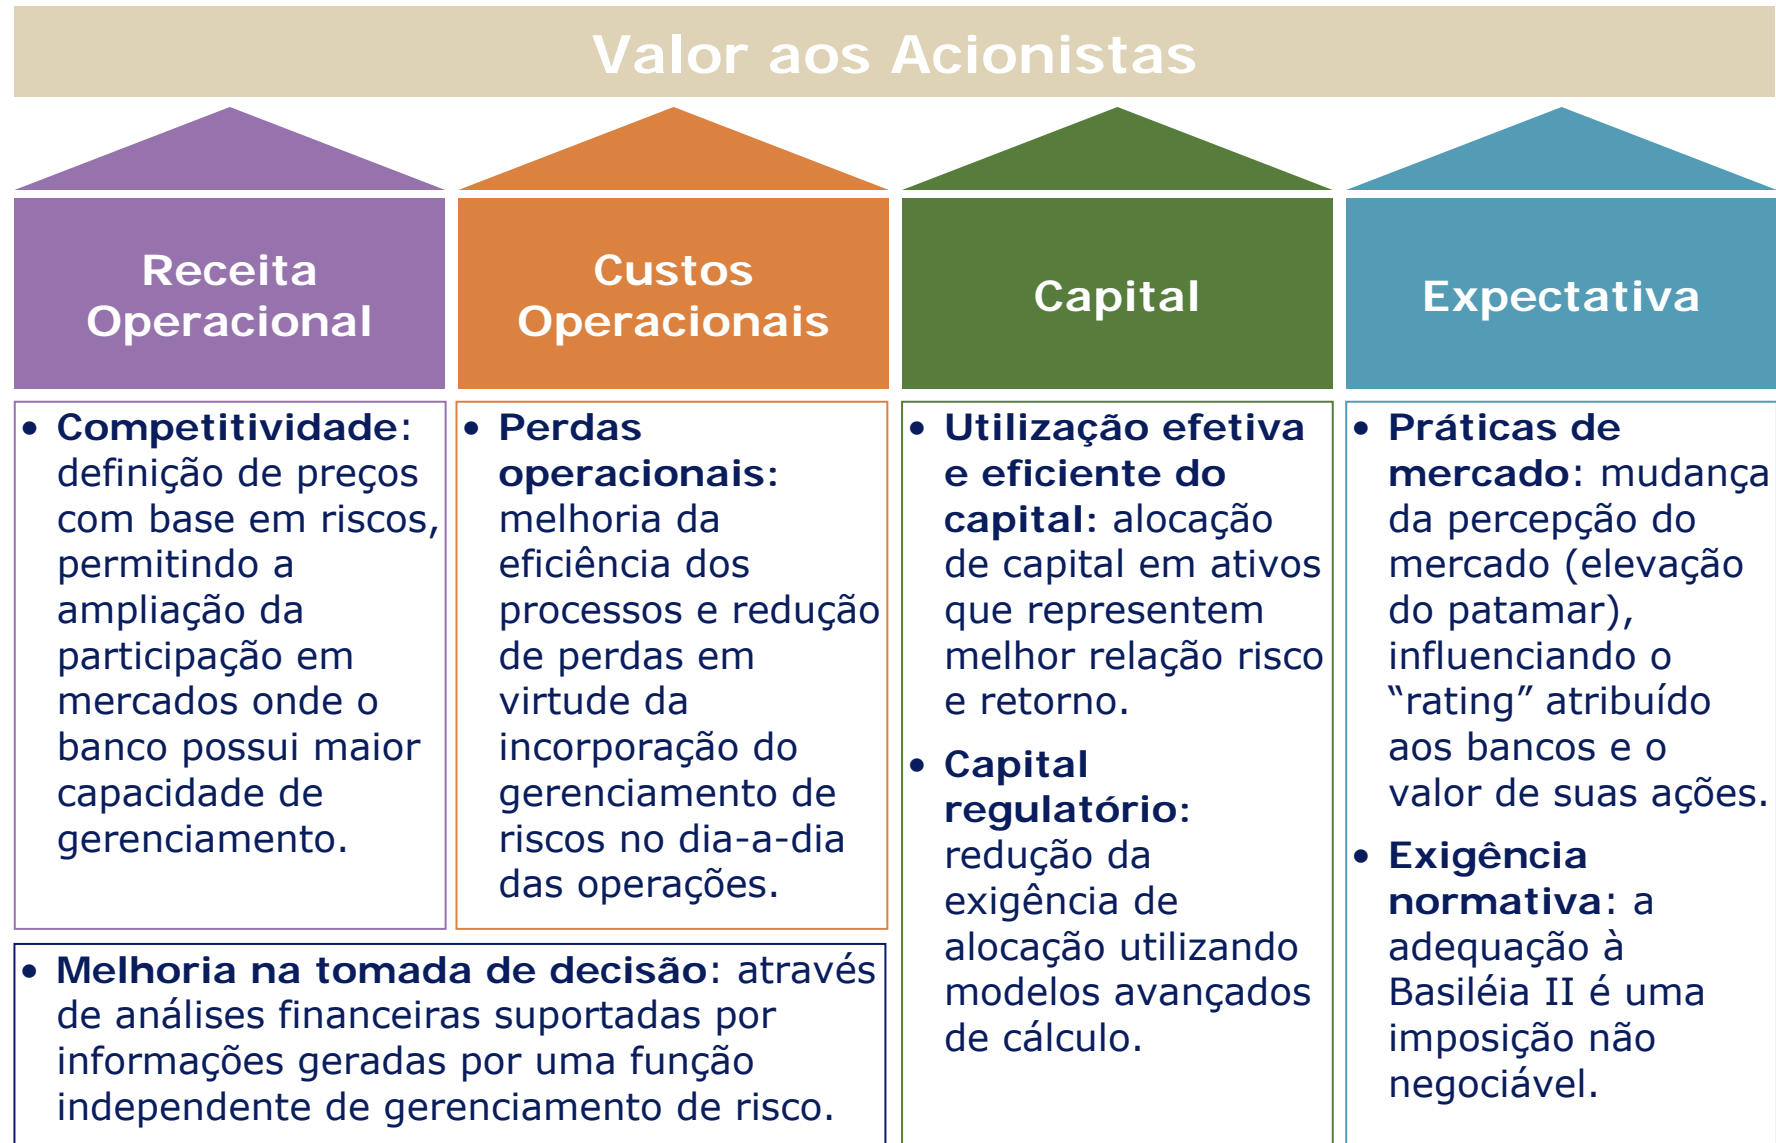 Valor aos Acionistas
Receita
Operacional
Custos
Operacionais
Capital
Expectativa
• Competitividade:
definição de preços
com base em riscos,
permitindo a
ampliação da
participação em
mercados onde o
banco possui maior
capacidade de
gerenciamento.
• Perdas
operacionais:
melhoria da
eficiência dos
processos e redução
de perdas em
virtude da
incorporação do
gerenciamento de
riscos no dia-a-dia
das operações.
• Melhoria na tomada de decisão: através
de análises financeiras suportadas por
informações geradas por uma função
independente de gerenciamento de risco.
• Utilização efetiva
e eficiente do
capital: alocação
de capital em ativos
que representem
melhor relação risco
e retorno.
• Capital
regulatório:
redução da
exigência de
alocação utilizando
modelos avançados
de cálculo.
• Práticas de
mercado: mudança
da percepção do
mercado (elevação
do patamar),
influenciando o
“rating” atribuído
aos bancos e o
valor de suas ações.
• Exigência
normativa: a
adequação à
Basiléia II é uma
imposição não
negociável.